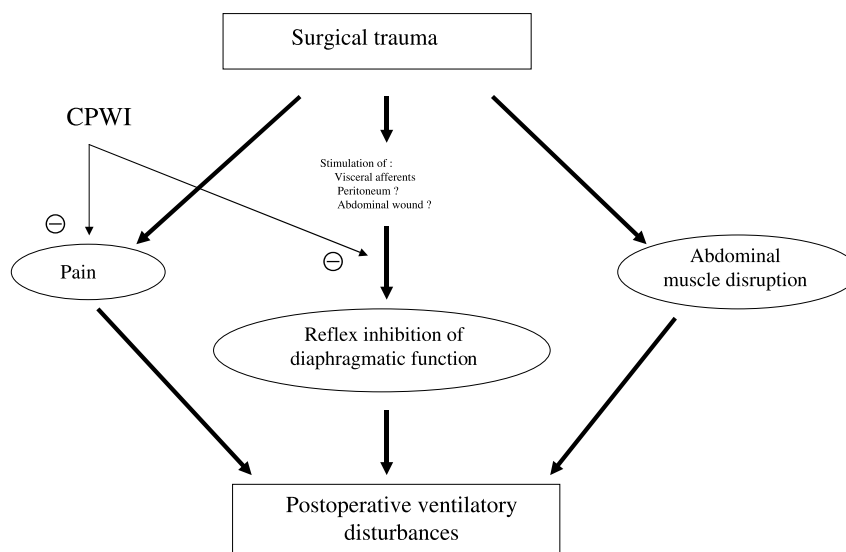 Surgical trauma
CPWI
Stimulation of :
Visceral afferents
Peritoneum ?
Abdominal wound ?
Pain
Abdominal
muscle disruption
Reflex inhibition of
diaphragmatic function
Postoperative ventilatory
disturbances